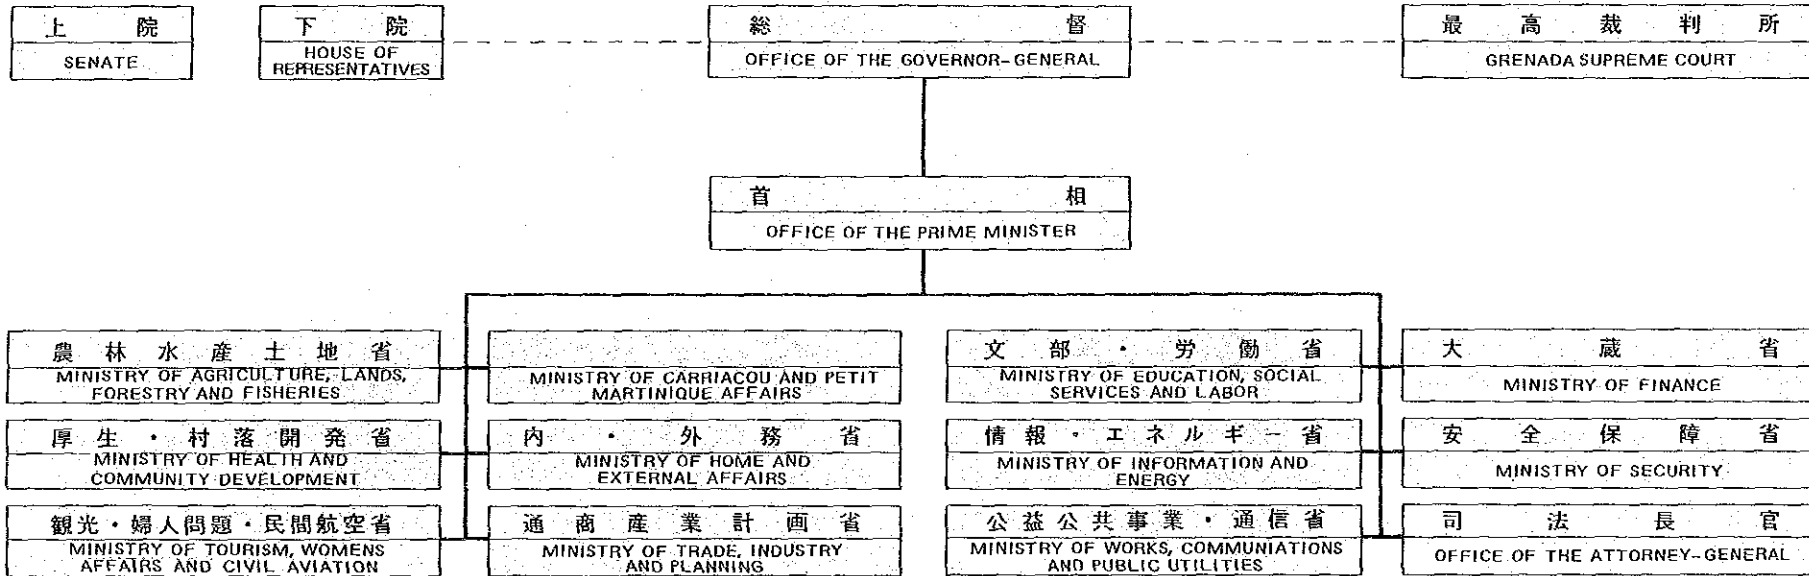 上院
SENATE
下院
HOUSE OF
REPRESENTATIVES
総督
OFFICE OF THE GOVERNOR-GENERAL
最高裁判所
GRENADA SUPREME COURT
首相
OFFICE OF THE PRIME MINISTER
農林水産土地省
MINISTRY OF AGRICULTURE, LANDS,
FORESTRY AND FISHERIES
MINISTRY OF CARRIACOU AND PETIT
MARTINIQUE AFFAIRS
文部・労働省
MINISTRY OF EDUCATION, SOCIAL
SERVICES AND LABOR
大蔵省
MINISTRY OF FINANCE
厚生・村落開発省
MINISTRY OF HEALTH AND
COMMUNITY DEVELOPMENT
内・外務省
MINISTRY OF HOME AND
EXTERNAL AFFAIRS
情報・エネルギー省
MINISTRY OF INFORMATION AND
ENERGY
安全保障省
MINISTRY OF SECURITY
観光・婦人問題・民間航空省
MINISTRY OF TOURISM, WOMENS
AFFAIRS AND CIVIL AVIATION
通商産業計画省
MINISTRY OF TRADE, INDUSTRY
AND PLANNING
公益公共事業・通信省
MINISTRY OF WORKS, COMMUNIATIONS
AND PUBLIC UTILITIES
司法長官
OFFICE OF THE ATTORNEY-GENERAL